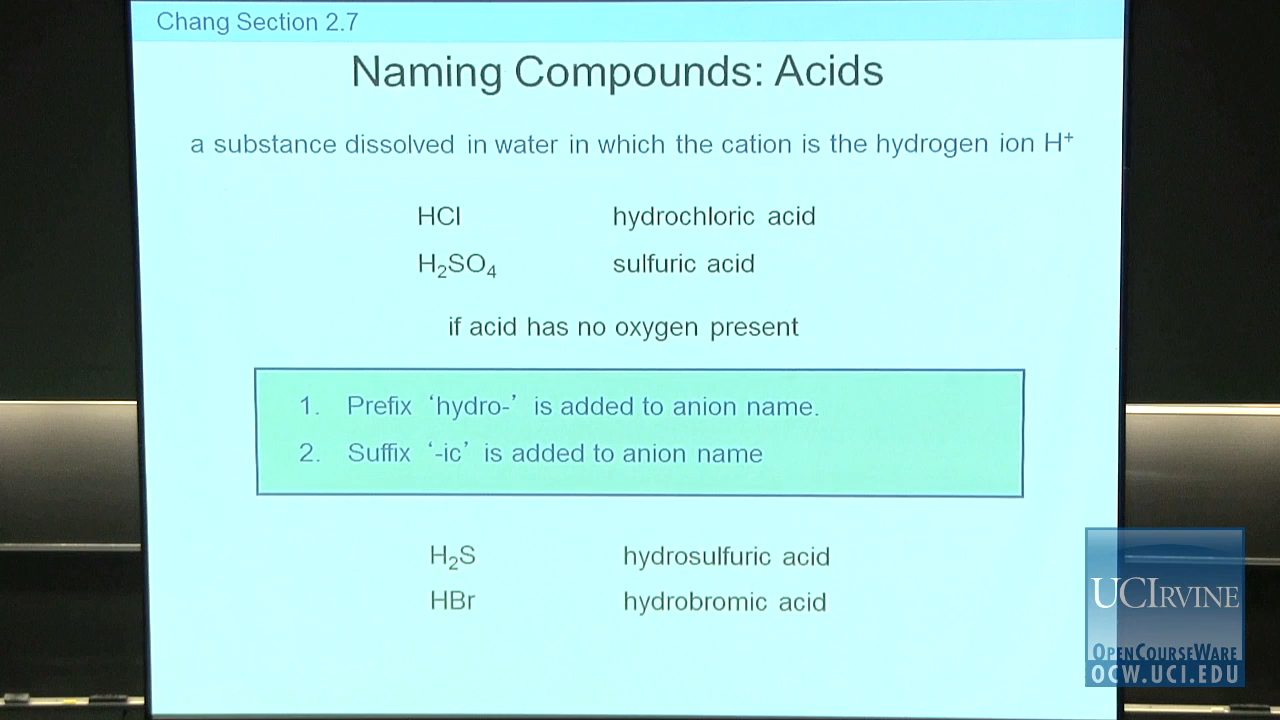 Chang Section 2.7
Naming Compounds: Acids
a substance dissolved in water in which the cation is the hydrogen ion H⁺
HCl hydrochloric acid
H₂SO₄ sulfuric acid
if acid has no oxygen present
1. Prefix ‘hydro-’ is added to anion name.
2. Suffix ‘-ic’ is added to anion name
H₂S hydrosulfuric acid
HBr hydrobromic acid
UCIRVINE
OPENCOURSEWARE
OCW.UCI.EDU